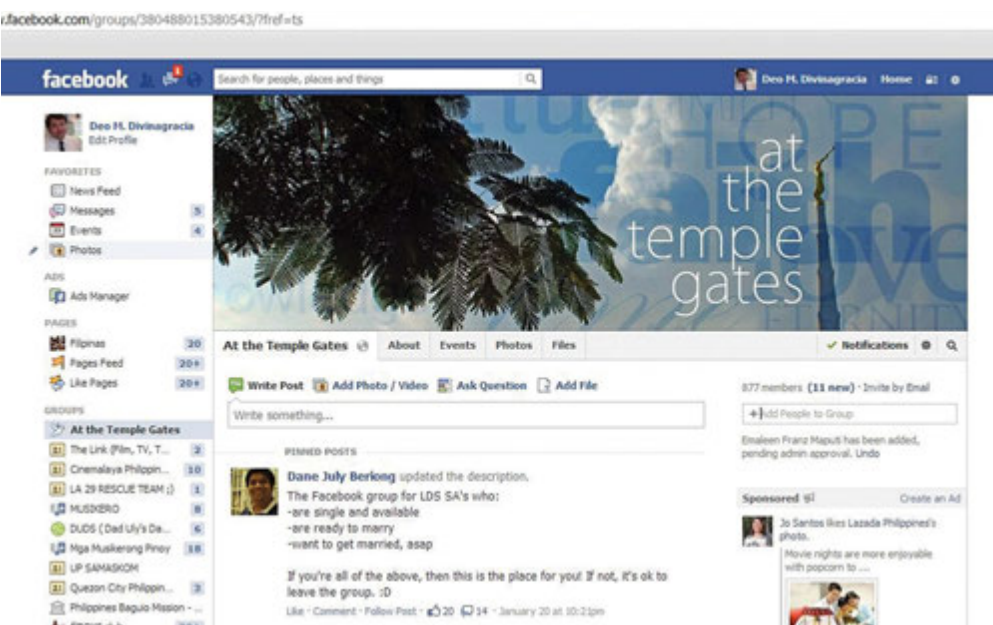 w.facebook.com/groups/380488015380543/?fref=ts
facebook
1
Search for people, places and things
Deo M. Divinagracia
Home
Deo M. Divinagracia
Edit Profile
FAVORITES
News Feed
Messages 5
Events 4
Photos
ADS
Ads Manager
PAGES
Filipinas 20
Pages Feed 20+
Like Pages 20+
GROUPS
At the Temple Gates
The Link (Film, TV, T... 2
Cinemalaya Philippin... 10
LA 29 RESCUE TEAM ;) 1
MUSIKERO 8
DUDS ( Dad Uly's Da... 6
Mga Musikerong Pinoy 18
UP SAMASKOM
Quezon City Philippin... 3
Philippines Baguio Mission - ...
HOPE
faith
love
ETERNITY
at
the
temple
gates
At the Temple Gates
About
Events
Photos
Files
Notifications
Write Post
Add Photo / Video
Ask Question
Add File
Write something...
PINNED POSTS
Dane July Berlong updated the description.
The Facebook group for LDS SA's who:
-are single and available
-are ready to marry
-want to get married, asap
If you're all of the above, then this is the place for you! If not, it's ok to
leave the group. :D
Like · Comment · Follow Post · 20 14 · January 20 at 10:21pm
877 members (11 new) · Invite by Email
+Add People to Group
Emaleen Franz Maputi has been added,
pending admin approval. Undo
Sponsored
Create an Ad
Jo Santos likes Lazada Philippines's
photo.
Movie nights are more enjoyable
with popcorn to ...